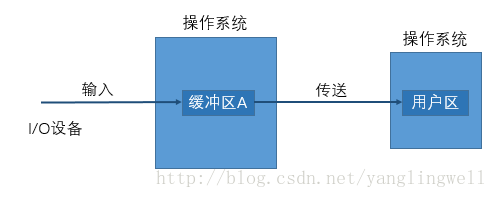 操作系统
操作系统
输入
缓冲区A
传送
用户区
I/O设备
http://blog.csdn.net/yanglingwell